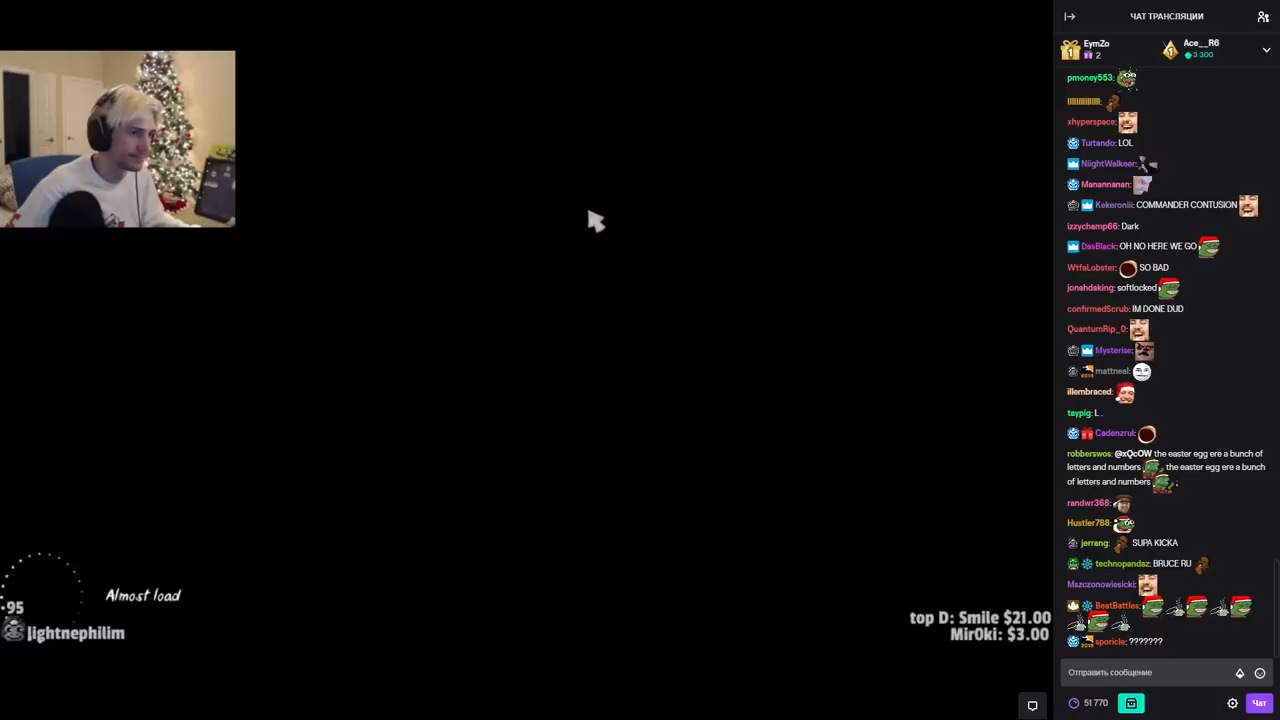 ЧАТ ТРАНСЛЯЦИИ
EymZo
2
Ace__R6
3 300
pmoney553:
xhyperspace:
Turtando: LOL
NiightWalkeer:
Manannanan:
Kekeroniii: COMMANDER CONTUSION
izzychamp66: Dark
DasBlack: OH NO HERE WE GO
WtfaLobster: SO BAD
jonahdaking: softlocked
confirmedScrub: IM DONE DUD
QuantumRip_0:
Mysterise:
mattneal:
illembraced:
taypig: L..
Cadenzrul:
robberswos: @xQcOW the easter egg ere a bunch of
letters and numbers the easter egg ere a bunch
of letters and numbers ;
randwr368:
Hustler788:
jerrang: SUPA KICKA
technopandaz: BRUCE RU
Mszczonowiesicki:
BeatBattles:
sporicle: ???????
Отправить сообщение
51 770
Чат
Almost load
95
lightnephilim
top D: Smile $21.00
MirOki: $3.00